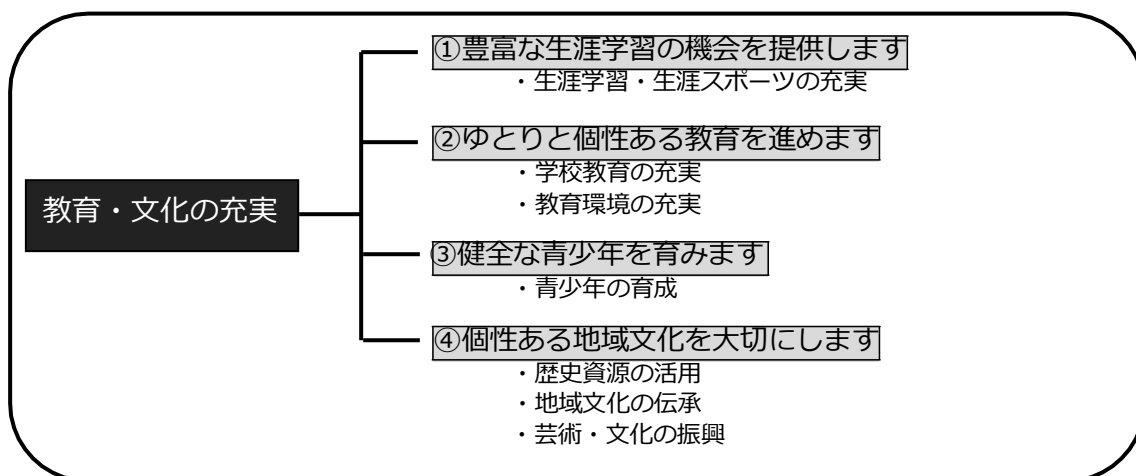 教育・文化の充実
①豊富な生涯学習の機会を提供します
・生涯学習・生涯スポーツの充実
②ゆとりと個性ある教育を進めます
・学校教育の充実
・教育環境の充実
③健全な青少年を育みます
・青少年の育成
④個性ある地域文化を大切にします
・歴史資源の活用
・地域文化の伝承
・芸術・文化の振興